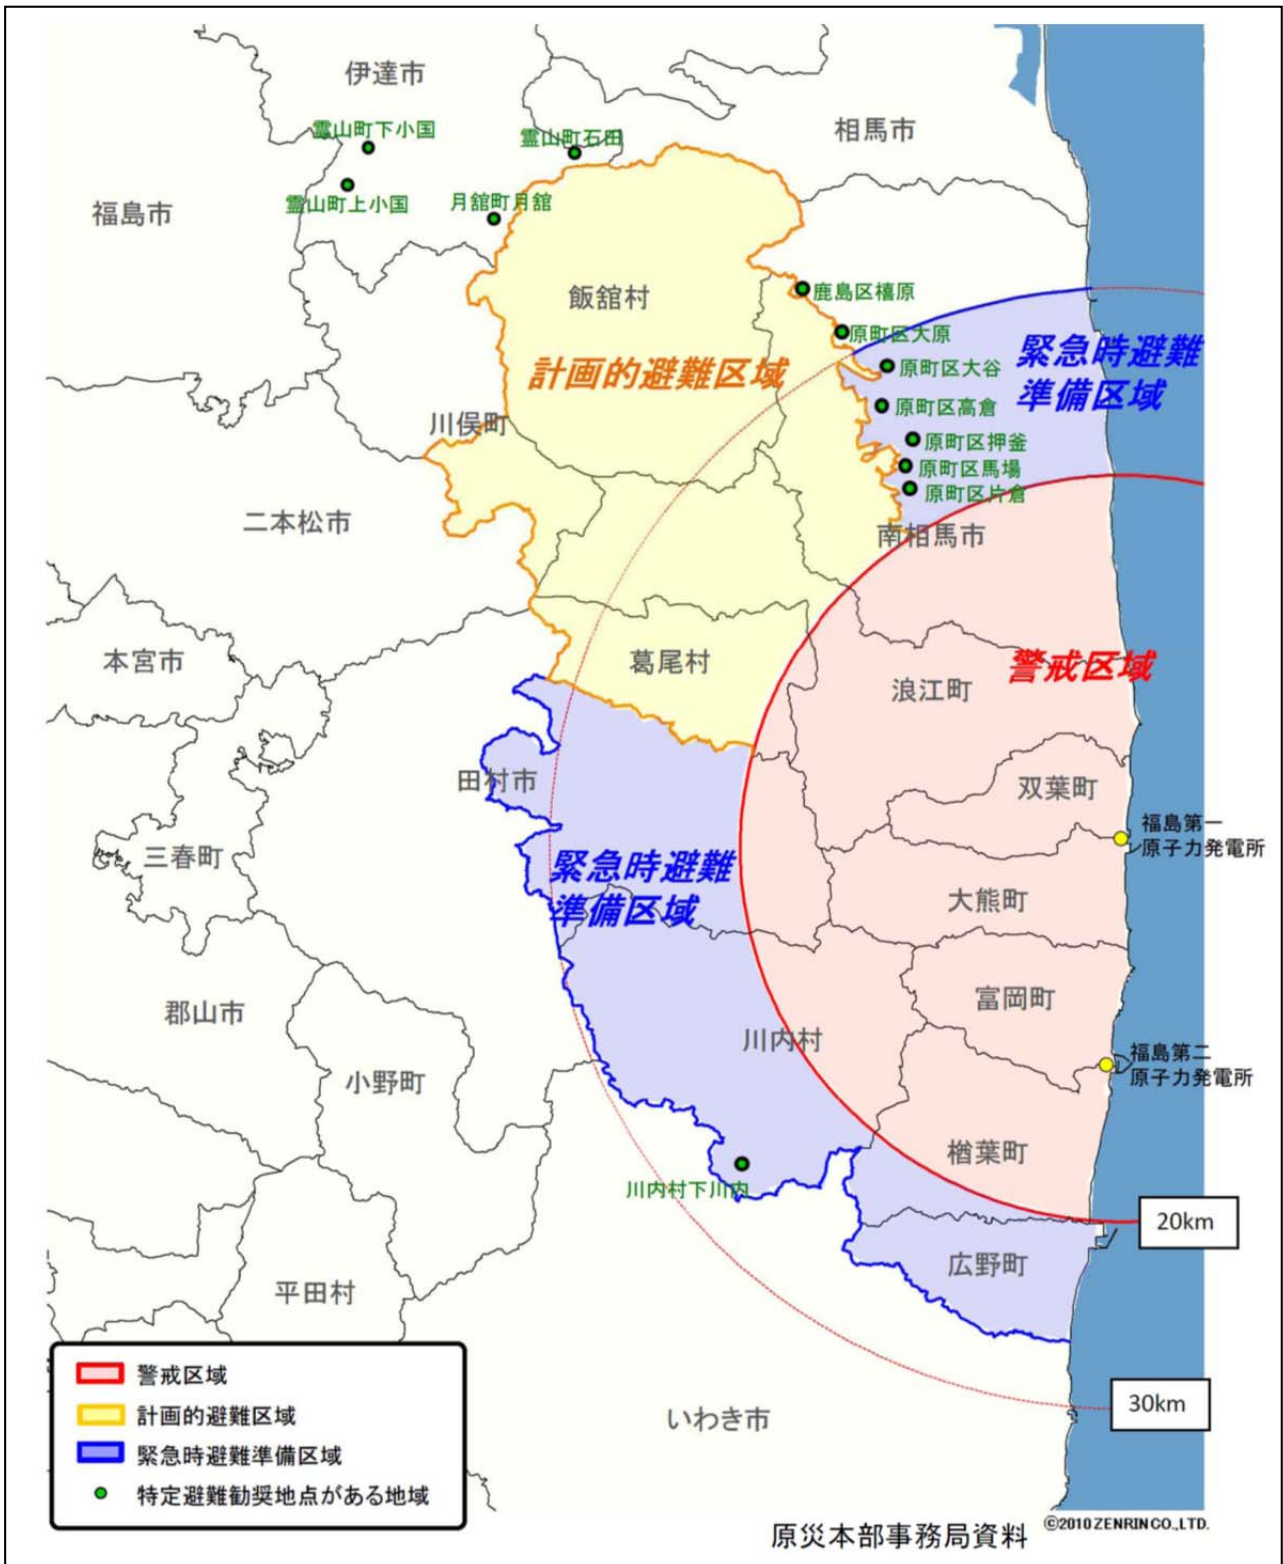 伊達市
霊山町下小国
霊山町石田
相馬市
霊山町上小国
月舘町月舘
福島市
飯舘村
鹿島区橲原
原町区大原
緊急時避難
準備区域
計画的避難区域
原町区大谷
原町区高倉
川俣町
原町区押釜
原町区馬場
原町区片倉
二本松市
南相馬市
本宮市
葛尾村
警戒区域
浪江町
田村市
双葉町
福島第一
原子力発電所
三春町
緊急時避難
準備区域
大熊町
郡山市
富岡町
川内村
福島第二
原子力発電所
小野町
楢葉町
川内村下川内
20km
広野町
平田村
警戒区域
計画的避難区域
緊急時避難準備区域
特定避難勧奨地点がある地域
いわき市
30km
原災本部事務局資料
©2010 ZENRIN CO., LTD.